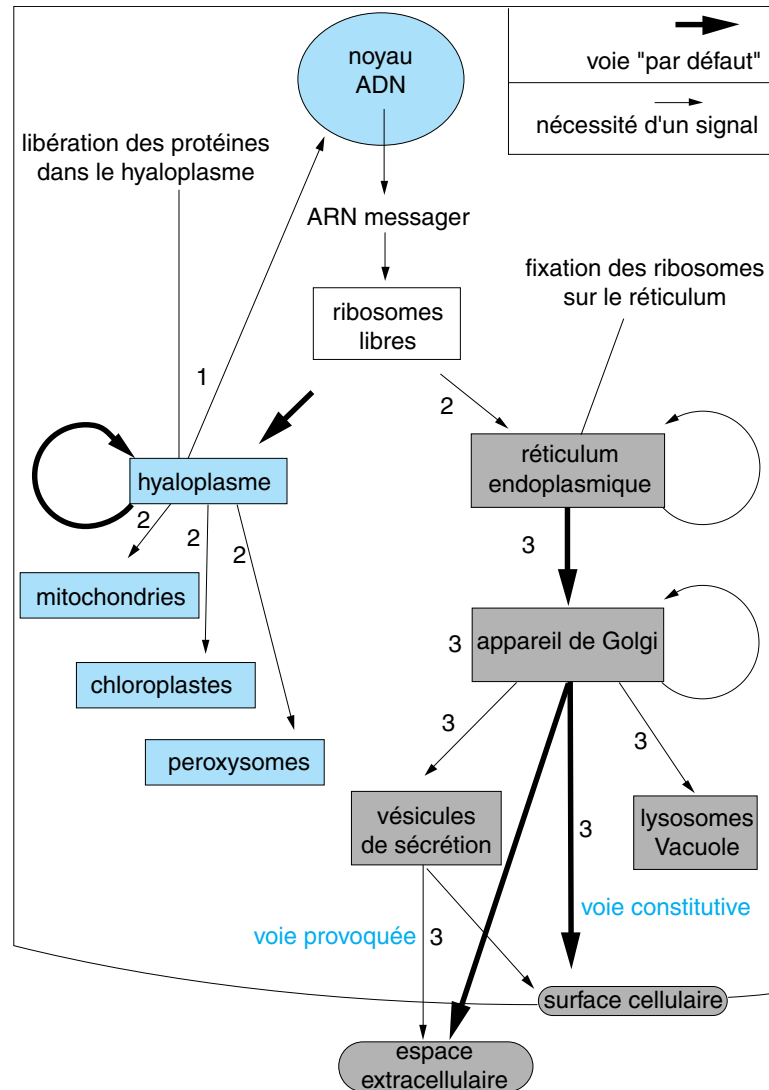 noyau
ADN
voie "par défaut"
nécessité d'un signal
libération des protéines
dans le hyaloplasme
ARN messager
fixation des ribosomes
sur le réticulum
ribosomes
libres
1
2
réticulum
endoplasmique
hyaloplasme
2
2
2
3
mitochondries
3
appareil de Golgi
chloroplastes
3
3
peroxysomes
vésicules
de sécrétion
3
lysosomes
Vacuole
voie constitutive
voie provoquée
3
surface cellulaire
espace
extracellulaire